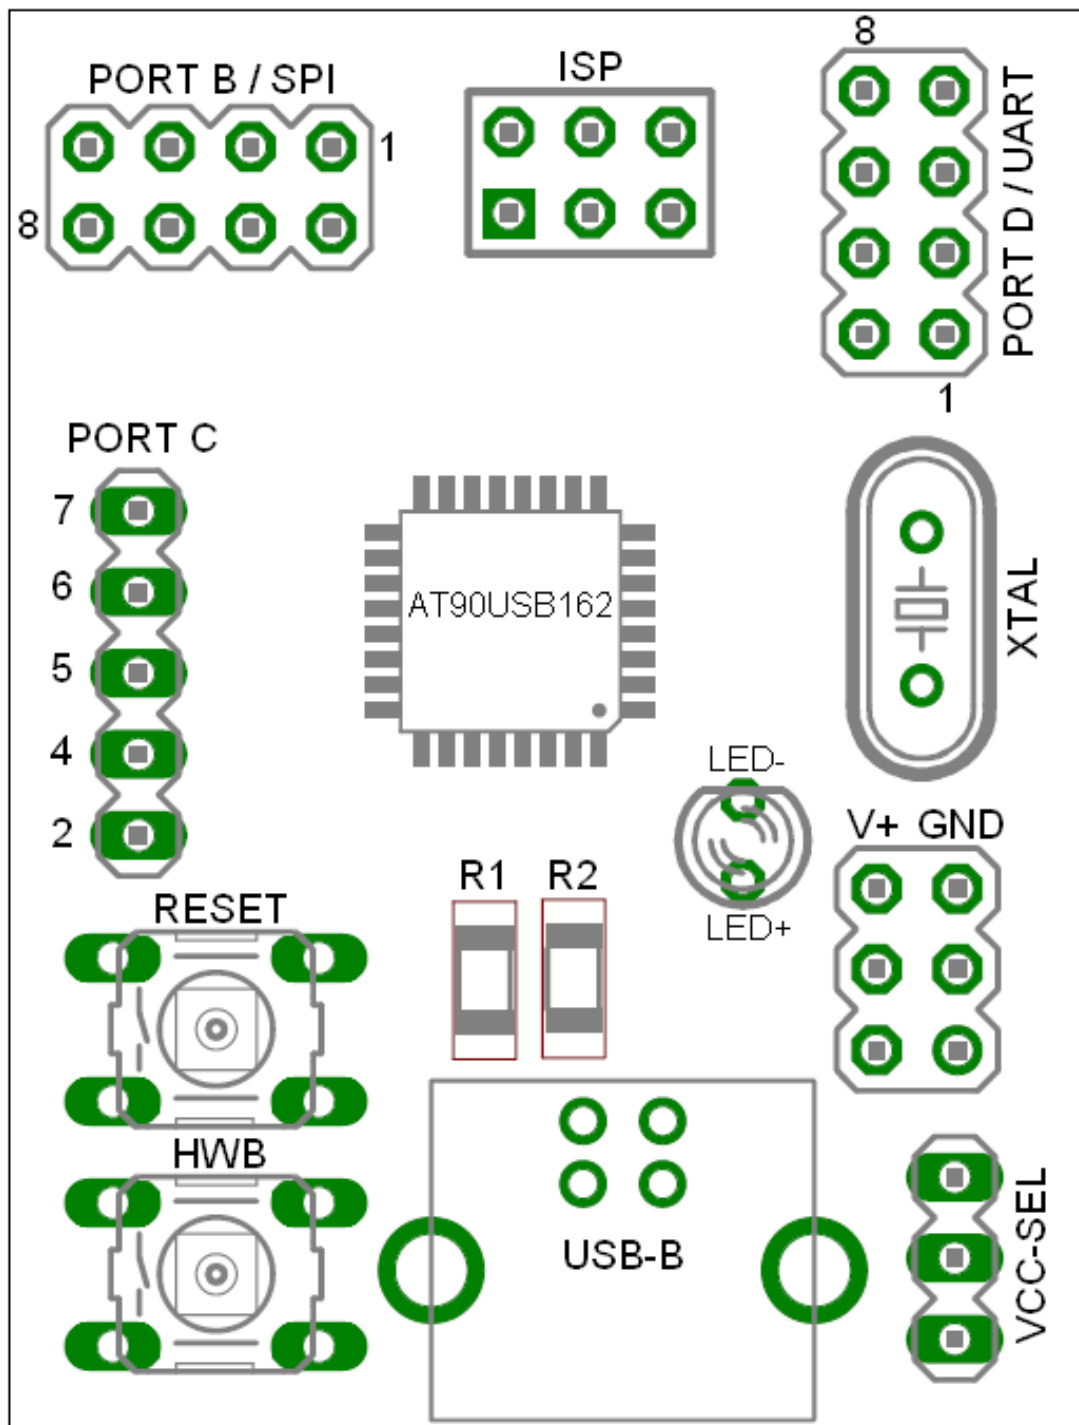 8
PORT B / SPI
ISP
1
8
PORT D / UART
1
PORT C
7
6
5
4
2
AT90USB162
XTAL
LED-
LED+
V+ GND
R1
R2
RESET
HWB
USB-B
VCC-SEL